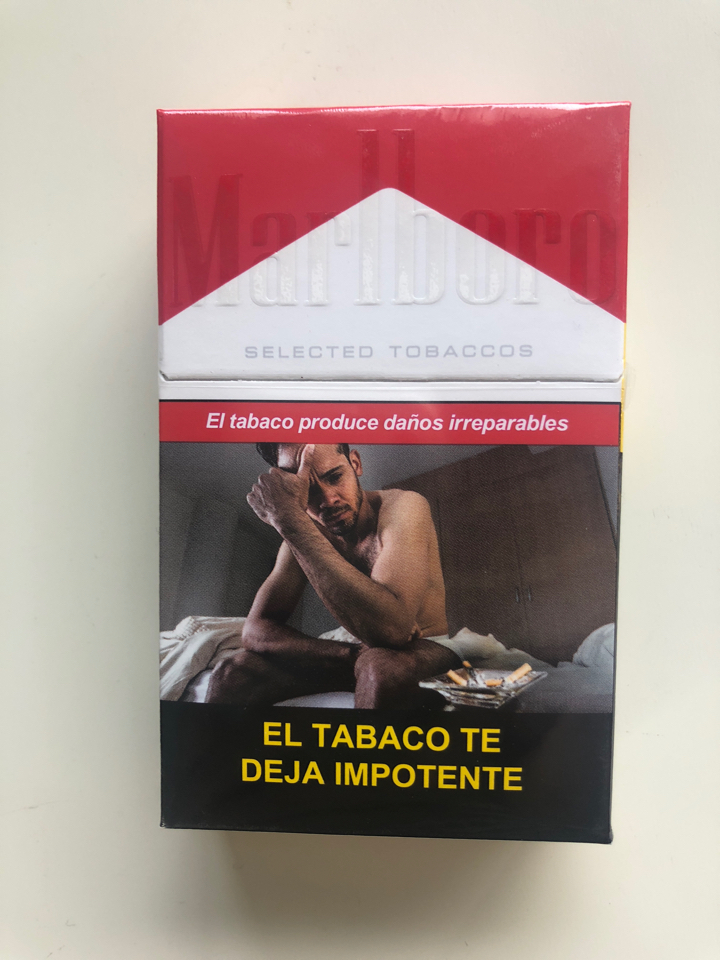 Marlboro
SELECTED TOBACCOS
El tabaco produce daños irreparables
EL TABACO TE
DEJA IMPOTENTE